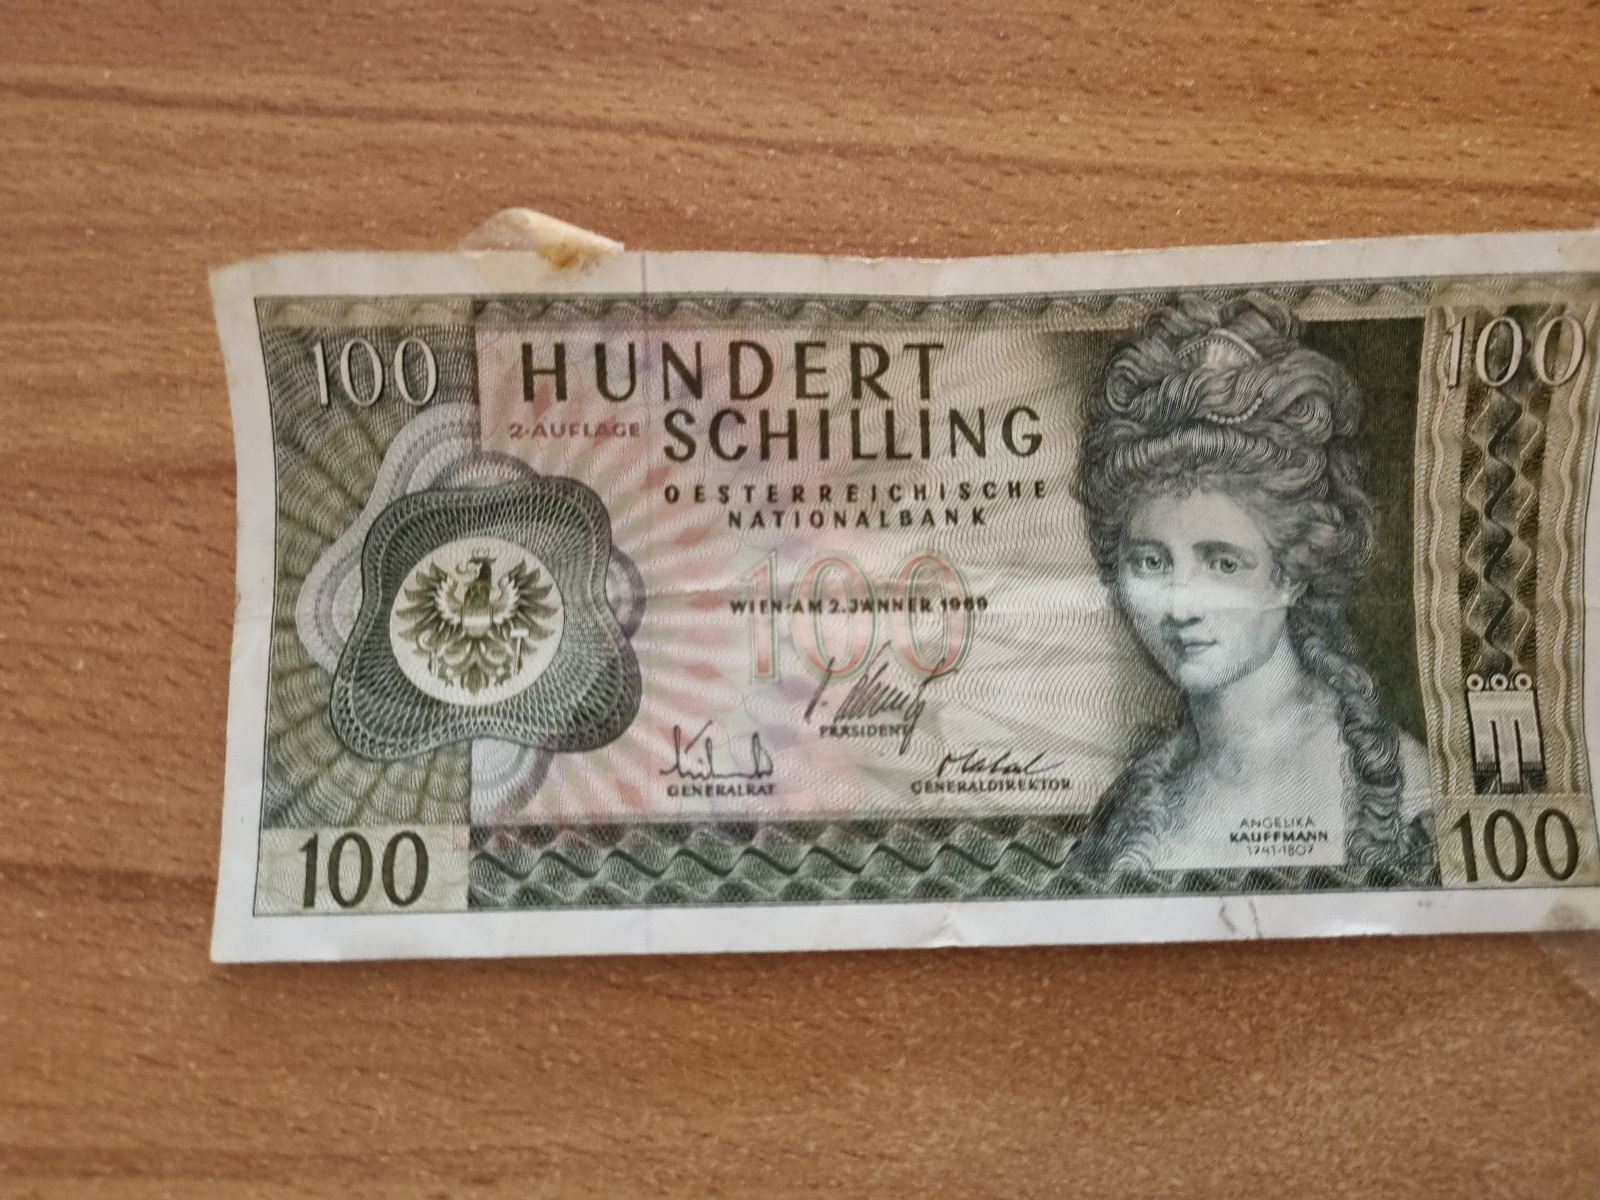 100
HUNDERT
100
2·AUFLAGE
SCHILLING
OESTERREICHISCHE
NATIONALBANK
100
WIEN·AM 2. JÄNNER 1969
PRÄSIDENT
GENERALRAT
GENERALDIREKTOR
ANGELIKA
KAUFFMANN
1741-1807
100
100